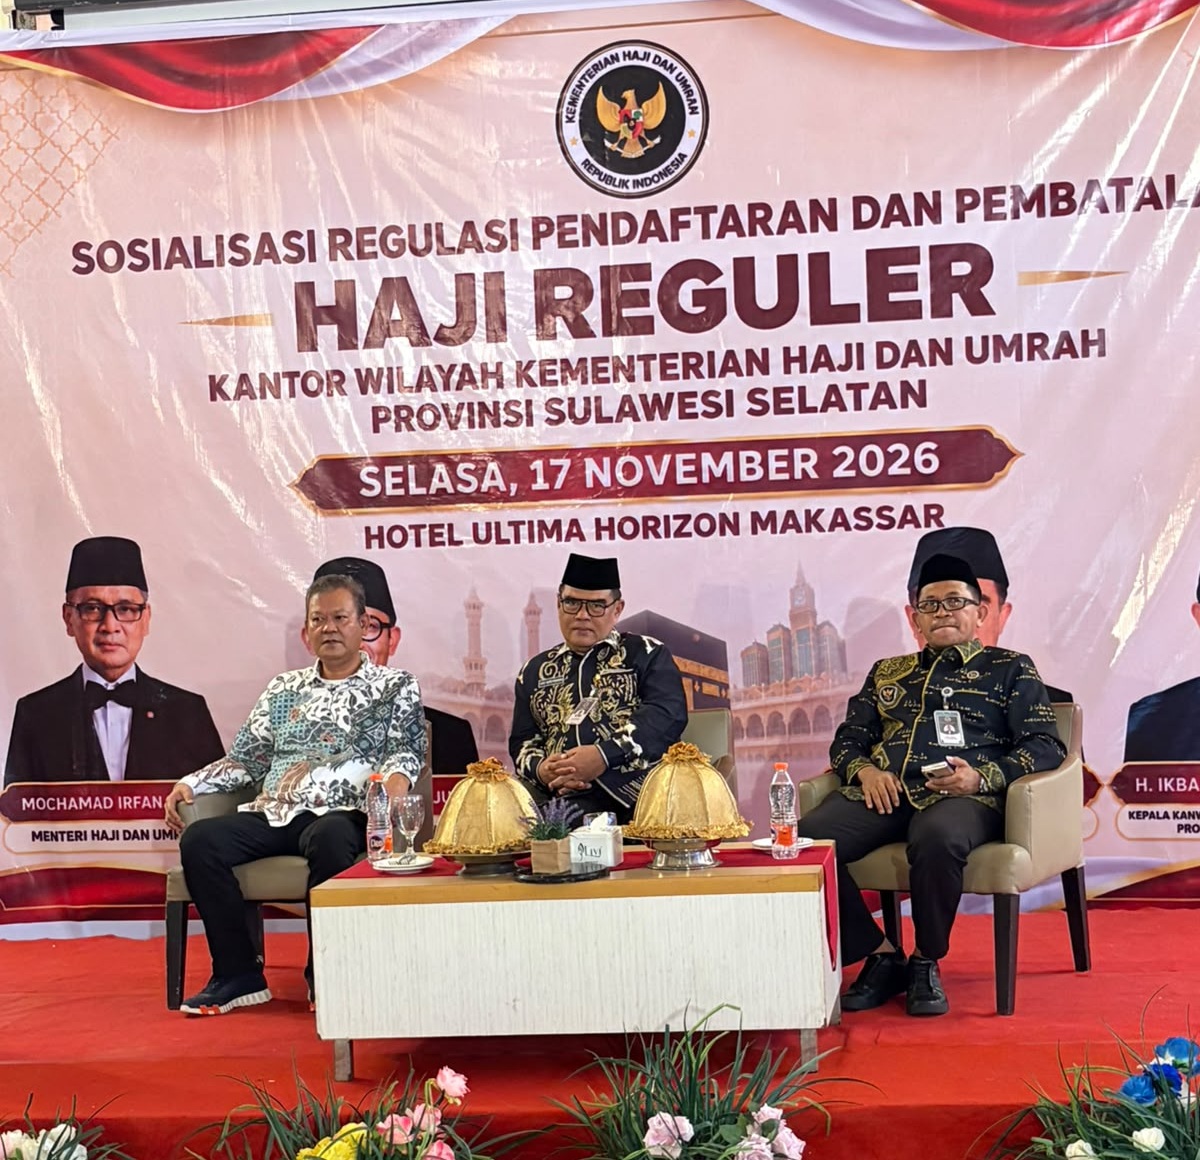 KEMENTERIAN HAJI DAN UMRAH
REPUBLIK INDONESIA
SOSIALISASI REGULASI PENDAFTARAN DAN PEMBATALA
HAJI REGULER
KANTOR WILAYAH KEMENTERIAN HAJI DAN UMRAH
PROVINSI SULAWESI SELATAN
SELASA, 17 NOVEMBER 2026
HOTEL ULTIMA HORIZON MAKASSAR
MOCHAMAD IRFAN
MENTERI HAJI DAN UM
H. IKBA
KEPALA KANW
PRO